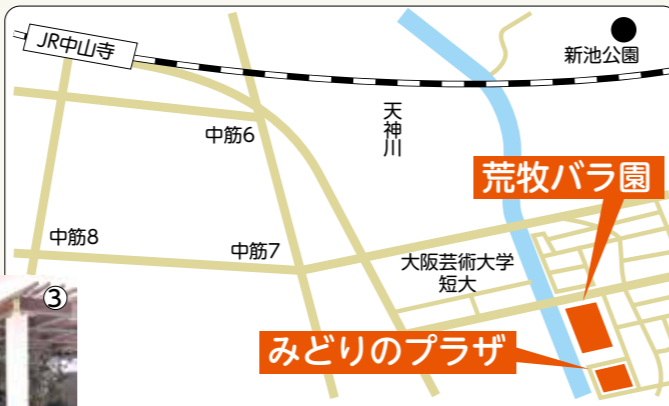 JR中山寺
新池公園
中筋6
天神川
荒牧バラ園
中筋8
中筋7
大阪芸術大学
短大
③
みどりのプラザ